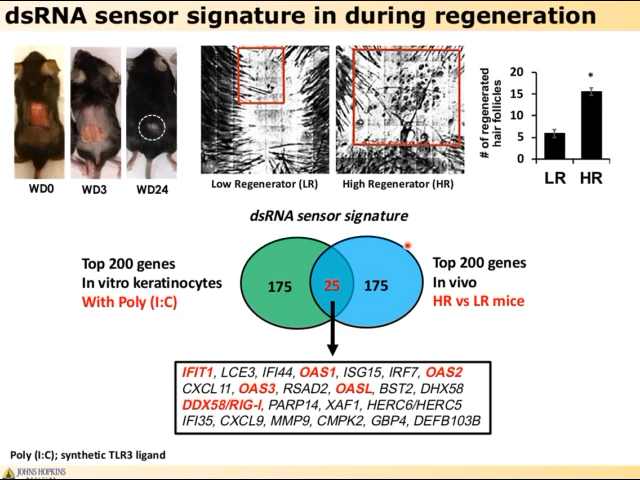 dsRNA sensor signature in during regeneration
WD0
WD3
WD24
Low Regenerator (LR)
High Regenerator (HR)
# of regenerated
hair follicles
20
15
10
5
0
*
LR
HR
dsRNA sensor signature
Top 200 genes
In vitro keratinocytes
With Poly (I:C)
175
25
175
Top 200 genes
In vivo
HR vs LR mice
IFIT1, LCE3, IFI44, OAS1, ISG15, IRF7, OAS2
CXCL11, OAS3, RSAD2, OASL, BST2, DHX58
DDX58/RIG-I, PARP14, XAF1, HERC6/HERC5
IFI35, CXCL9, MMP9, CMPK2, GBP4, DEFB103B
Poly (I:C); synthetic TLR3 ligand
JOHNS HOPKINS